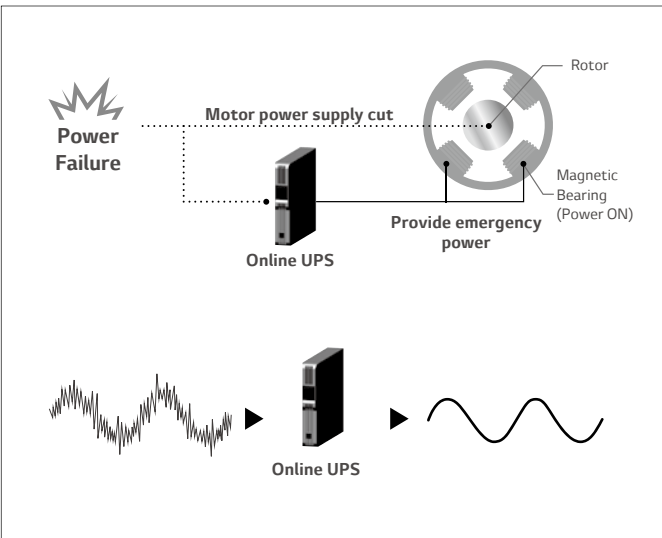 Rotor
Motor power supply cut
Power
Failure
Magnetic
Bearing
(Power ON)
Provide emergency
power
Online UPS
Online UPS